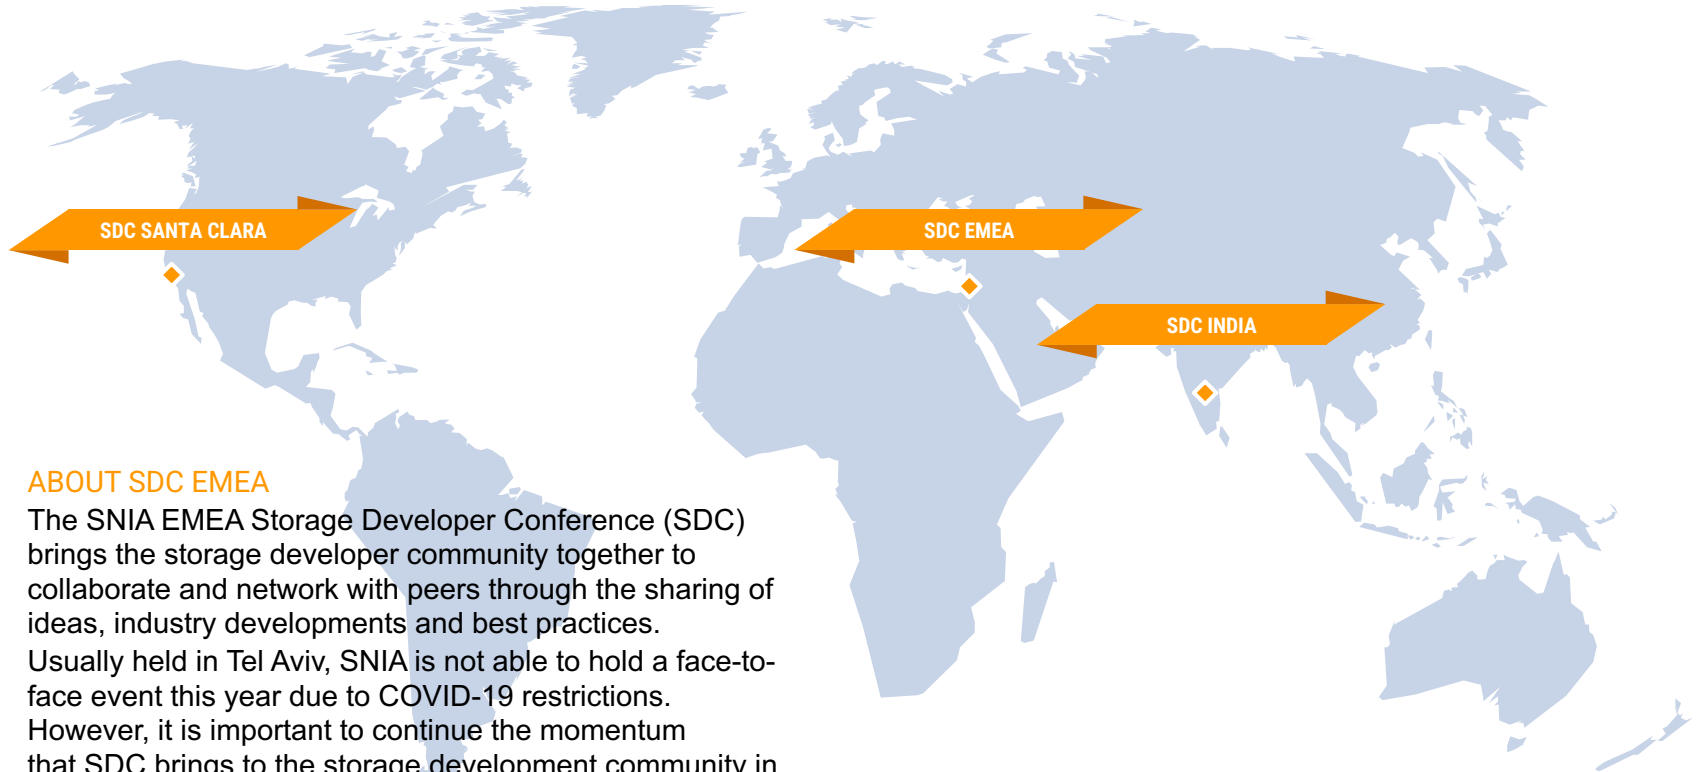 SDC SANTA CLARA
SDC EMEA
SDC INDIA
ABOUT SDC EMEA
The SNIA EMEA Storage Developer Conference (SDC)
brings the storage developer community together to
collaborate and network with peers through the sharing of
ideas, industry developments and best practices.
Usually held in Tel Aviv, SNIA is not able to hold a face-to-
face event this year due to COVID-19 restrictions.
However, it is important to continue the momentum
that SDC brings to the storage development community in